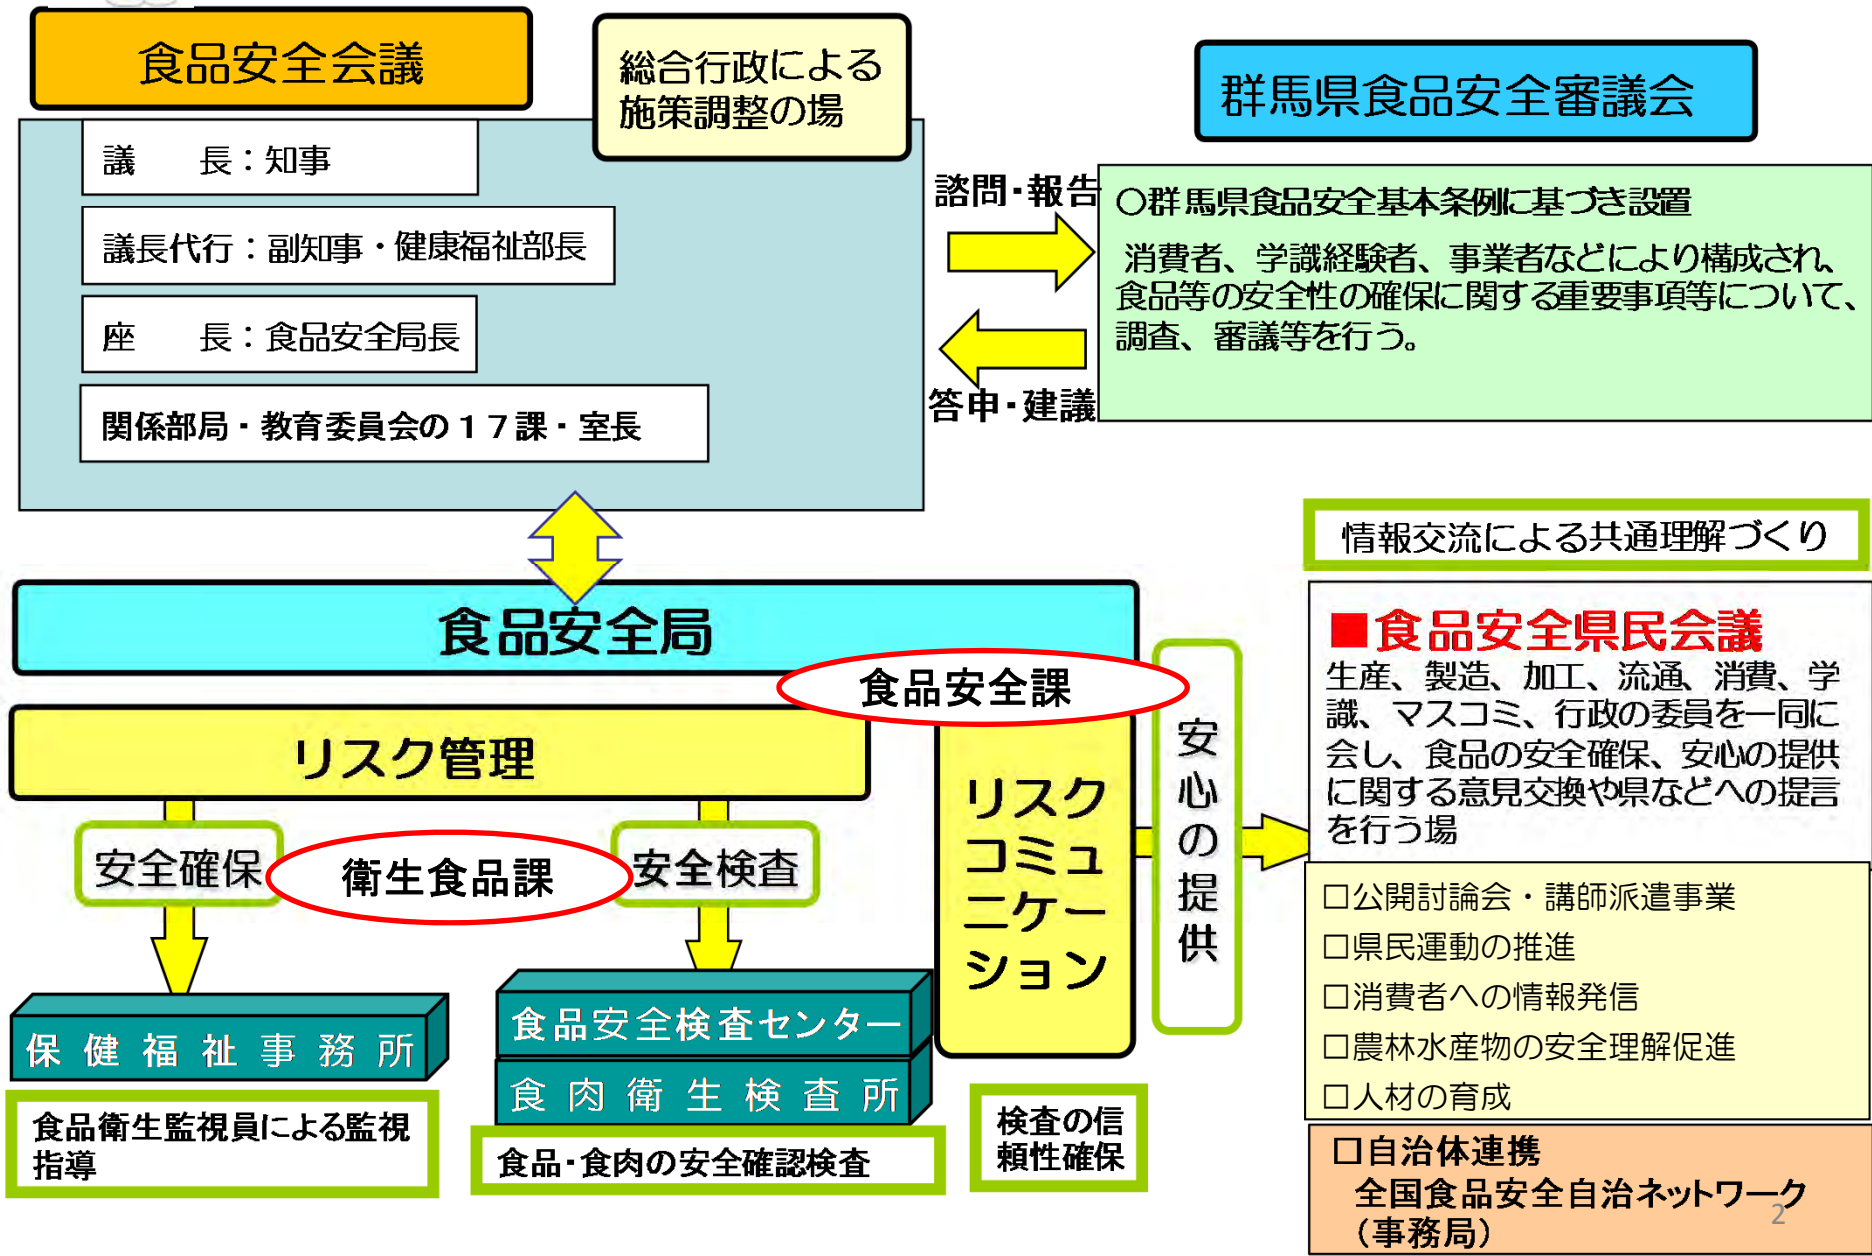 食品安全会議
総合行政による
施策調整の場
議　　長：知事
議長代行：副知事・健康福祉部長
座　　長：食品安全局長
関係部局・教育委員会の１７課・室長
諮問・報告
答申・建議
群馬県食品安全審議会
○群馬県食品安全基本条例に基づき設置
消費者、学識経験者、事業者などにより構成され、
食品等の安全性の確保に関する重要事項等について、
調査、審議等を行う。
食品安全局
食品安全課
リスク管理
安全確保
衛生食品課
安全検査
リスク
コミュ
ニケー
ション
安心の提供
保健福祉事務所
食品衛生監視員による監視
指導
食品安全検査センター
食肉衛生検査所
食品・食肉の安全確認検査
検査の信
頼性確保
情報交流による共通理解づくり
■食品安全県民会議
生産、製造、加工、流通、消費、学
識、マスコミ、行政の委員を一同に
会し、食品の安全確保、安心の提供
に関する意見交換や県などへの提言
を行う場
□公開討論会・講師派遣事業
□県民運動の推進
□消費者への情報発信
□農林水産物の安全理解促進
□人材の育成
□自治体連携
全国食品安全自治ネットワーク
（事務局）
2